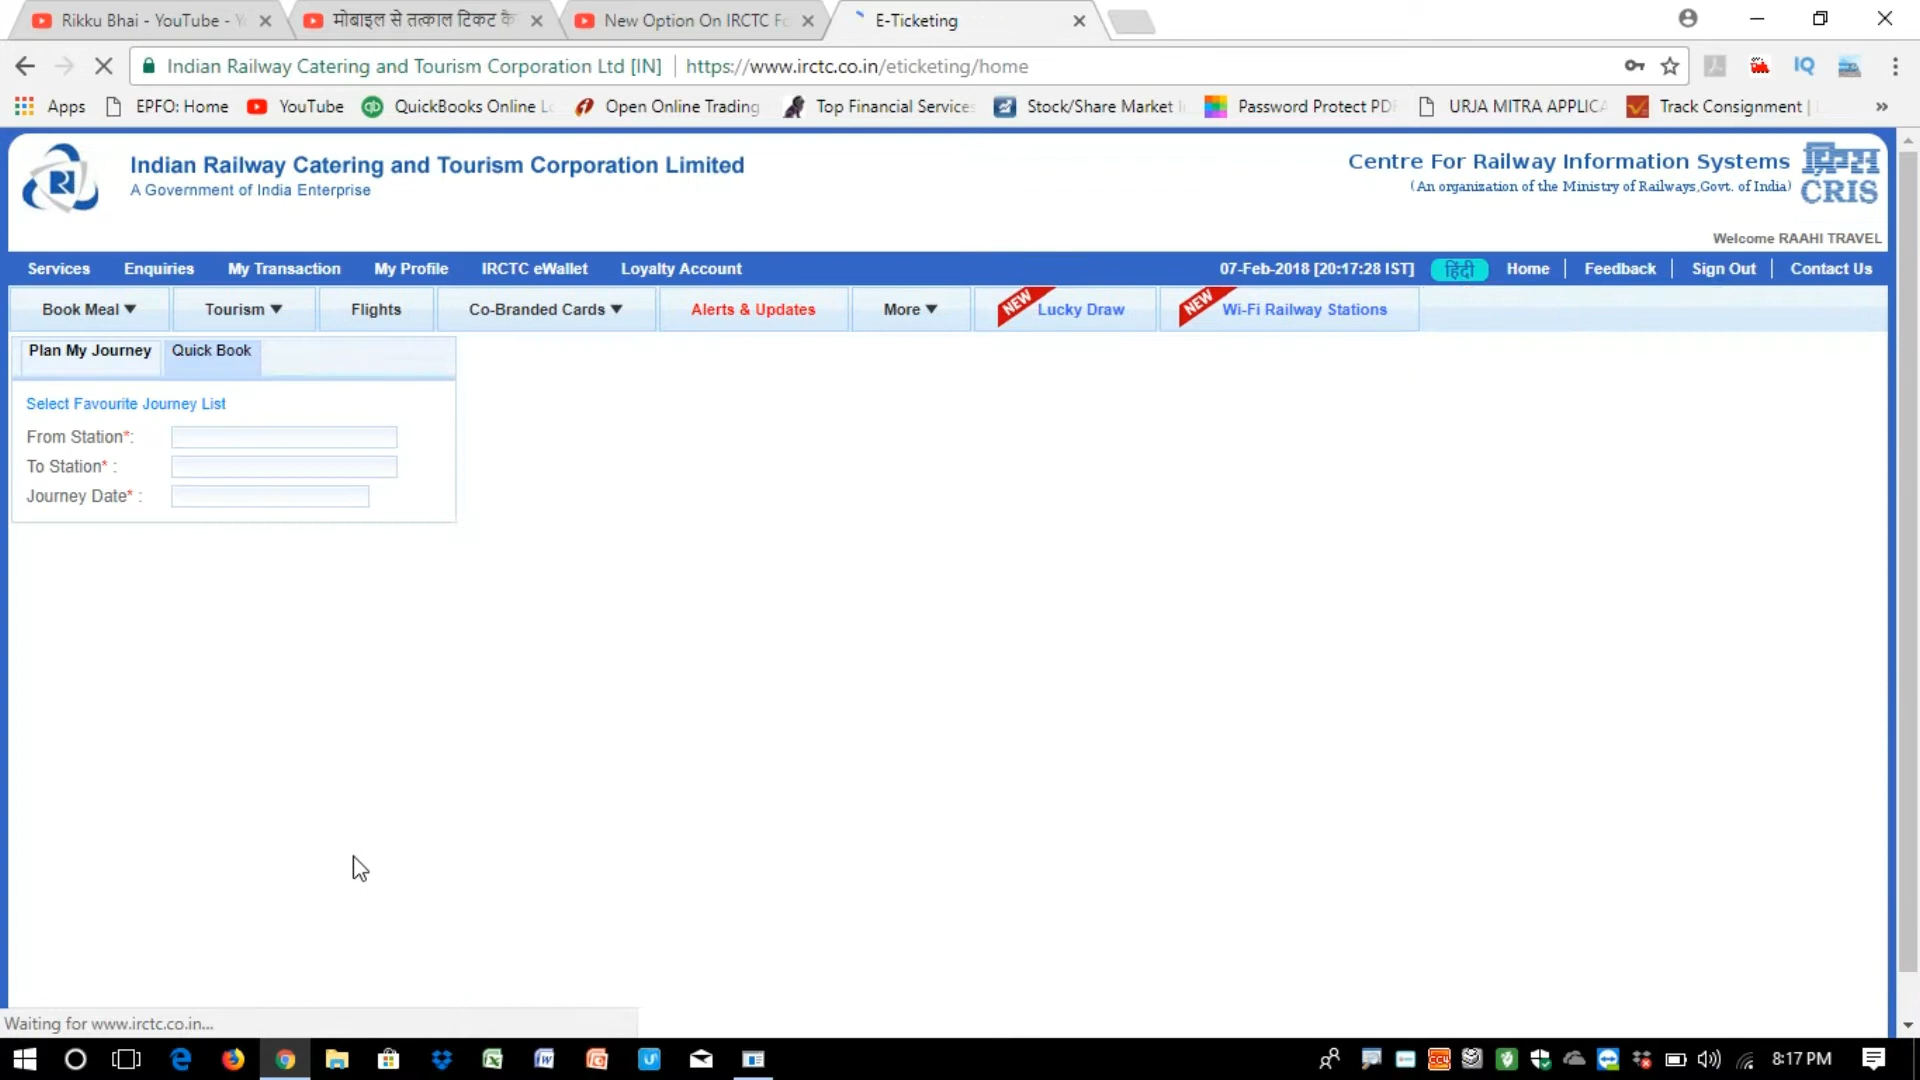 Rikku Bhai - YouTube - Y
मोबाइल से तत्काल टिकट कै
New Option On IRCTC Fo
E-Ticketing
Indian Railway Catering and Tourism Corporation Ltd [IN]
https://www.irctc.co.in/eticketing/home
IQ
Apps
EPFO: Home
YouTube
QuickBooks Online Lo
Open Online Trading
Top Financial Services
Stock/Share Market I
Password Protect PDF
URJA MITRA APPLICA
Track Consignment |
Indian Railway Catering and Tourism Corporation Limited
A Government of India Enterprise
Centre For Railway Information Systems
(An organization of the Ministry of Railways,Govt. of India)
क्रिस
CRIS
Welcome RAAHI TRAVEL
Services
Enquiries
My Transaction
My Profile
IRCTC eWallet
Loyalty Account
07-Feb-2018 [20:17:28 IST]
हिंदी
Home
Feedback
Sign Out
Contact Us
Book Meal
Tourism
Flights
Co-Branded Cards
Alerts & Updates
More
NEW Lucky Draw
NEW Wi-Fi Railway Stations
Plan My Journey
Quick Book
Select Favourite Journey List
From Station*:
To Station* :
Journey Date* :
Waiting for www.irctc.co.in...
8:17 PM